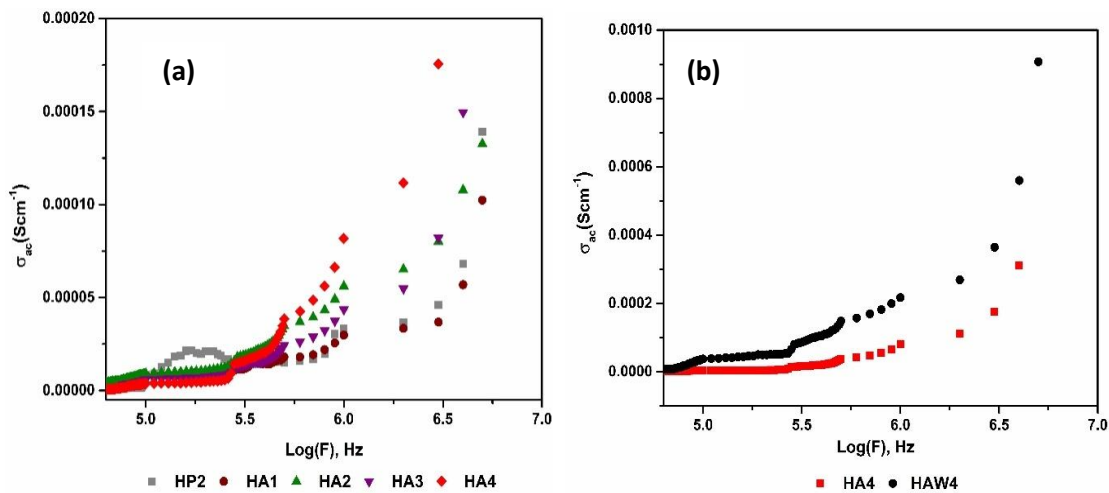 (a)
0.00020
0.00015
0.00010
0.00005
0.00000
σac(Scm⁻¹)
5.0 5.5 6.0 6.5 7.0
Log(F), Hz
HP2 HA1 HA2 HA3 HA4
(b)
0.0010
0.0008
0.0006
0.0004
0.0002
0.0000
σac(Scm⁻¹)
5.0 5.5 6.0 6.5 7.0
Log(F), Hz
HA4 HAW4